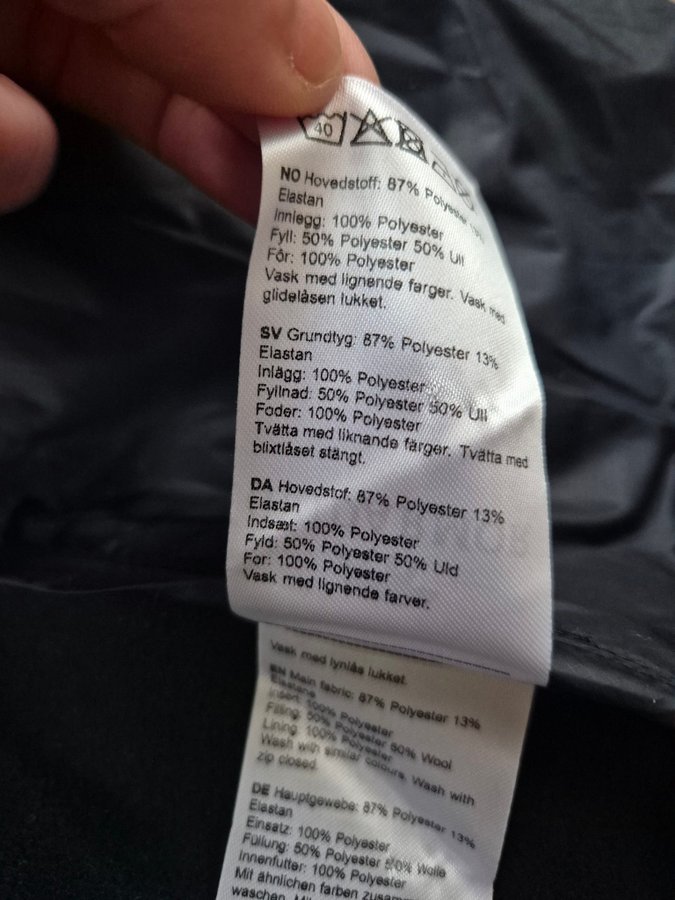 40
NO Hovedstoff: 87% Polyester 13%
Elastan
Innlegg: 100% Polyester
Fyll: 50% Polyester 50% Ull
Fôr: 100% Polyester
Vask med lignende farger. Vask med
glidelåsen lukket.
SV Grundtyg: 87% Polyester 13%
Elastan
Inlägg: 100% Polyester
Fyllnad: 50% Polyester 50% Ull
Foder: 100% Polyester
Tvätta med liknande färger. Tvätta med
blixtlåset stängt.
DA Hovedstof: 87% Polyester 13%
Elastan
Indsæt: 100% Polyester
Fyld: 50% Polyester 50% Uld
For: 100% Polyester
Vask med lignende farver.
Vask med lynlås lukket.
EN Main fabric: 87% Polyester 13%
Elastane
Insert: 100% Polyester
Filling: 50% Polyester 50% Wool
Lining: 100% Polyester
Wash with similar colours. Wash with
zip closed.
DE Hauptgewebe: 87% Polyester 13%
Elastan
Einsatz: 100% Polyester
Füllung: 50% Polyester 50% Wolle
Innenfutter: 100% Polyester
Mit ähnlichen farben
waschen.